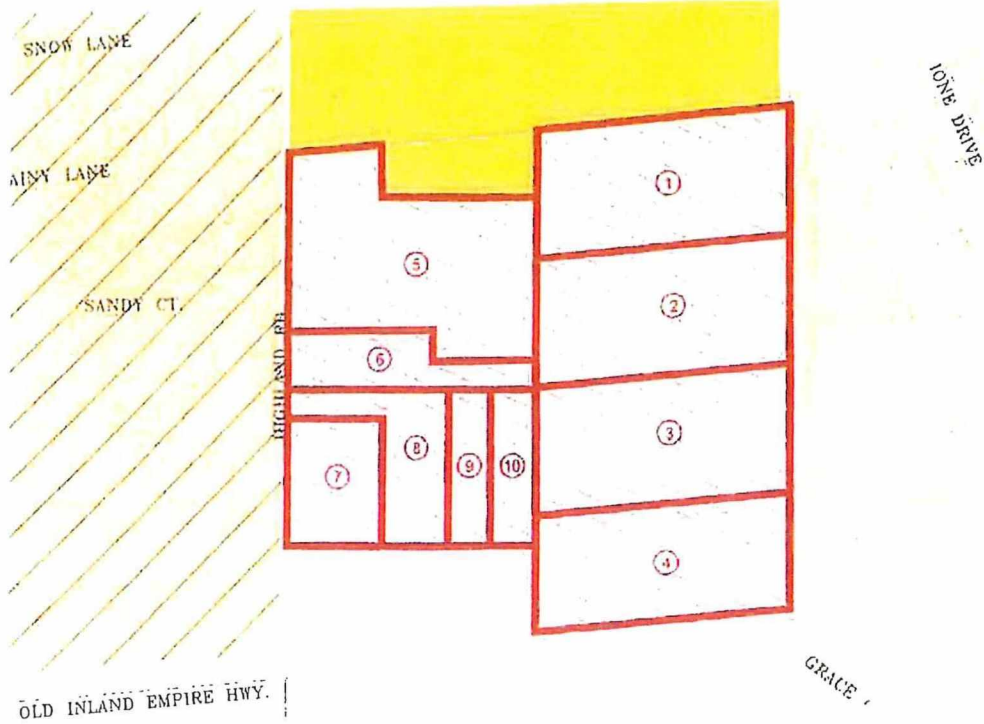 SNOW LANE
IONE DRIVE
AINY LANE
1
5
2
SANDY CT.
HIGHLAND RD
6
3
8
9
10
7
4
GRACE
OLD INLAND EMPIRE HWY.